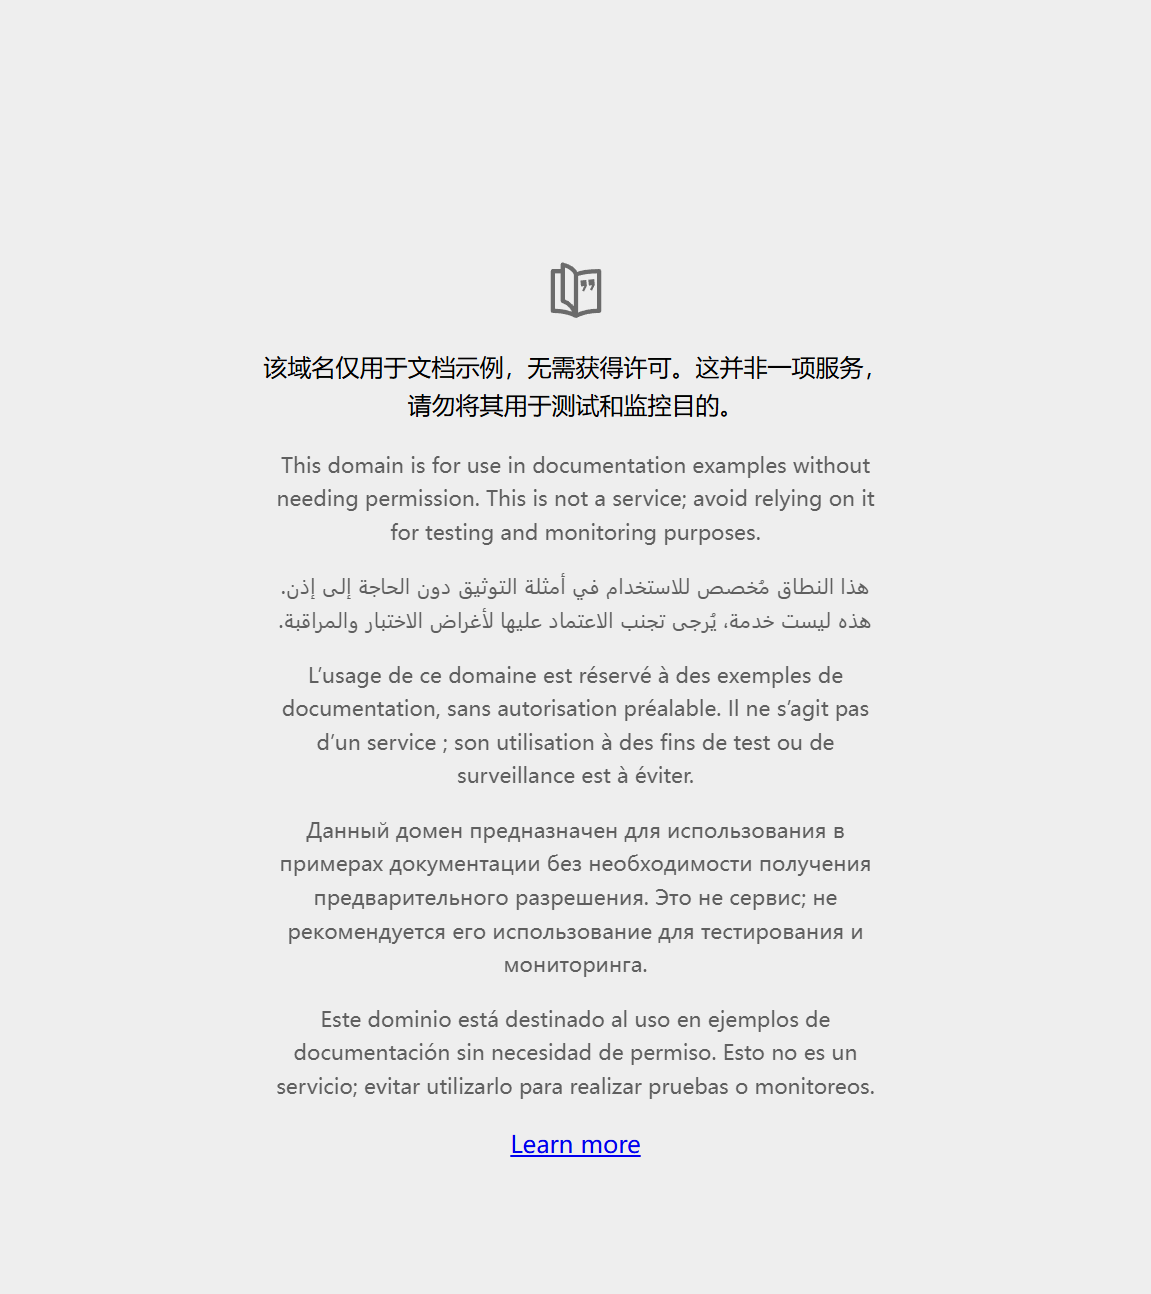 该域名仅用于文档示例，无需获得许可。这并非一项服务，
请勿将其用于测试和监控目的。
This domain is for use in documentation examples without
needing permission. This is not a service; avoid relying on it
for testing and monitoring purposes.
هذا النطاق مُخصص للاستخدام في أمثلة التوثيق دون الحاجة إلى إذن.
هذه ليست خدمة، يُرجى تجنب الاعتماد عليها لأغراض الاختبار والمراقبة.
L’usage de ce domaine est réservé à des exemples de
documentation, sans autorisation préalable. Il ne s’agit pas
d’un service ; son utilisation à des fins de test ou de
surveillance est à éviter.
Данный домен предназначен для использования в
примерах документации без необходимости получения
предварительного разрешения. Это не сервис; не
рекомендуется его использование для тестирования и
мониторинга.
Este dominio está destinado al uso en ejemplos de
documentación sin necesidad de permiso. Esto no es un
servicio; evitar utilizarlo para realizar pruebas o monitoreos.
Learn more